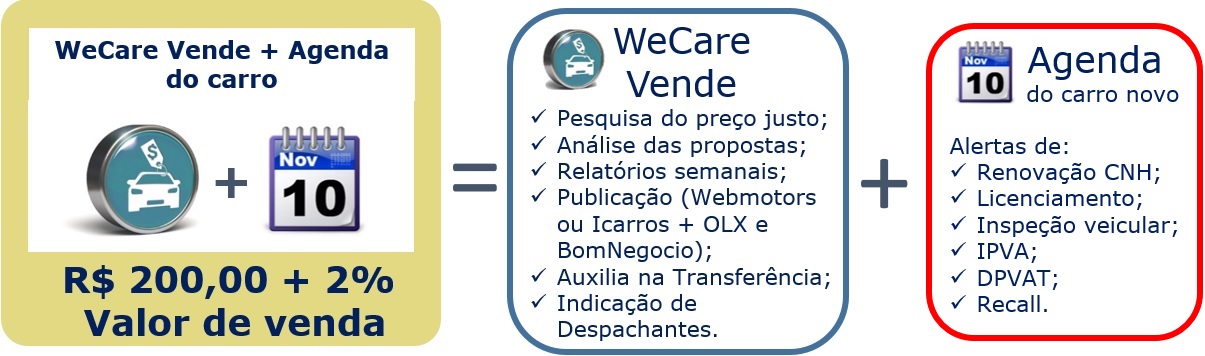 WeCare Vende + Agenda
do carro
+
Nov
10
R$ 200,00 + 2%
Valor de venda
=
WeCare
Vende
✓ Pesquisa do preço justo;
✓ Análise das propostas;
✓ Relatórios semanais;
✓ Publicação (Webmotors
ou Icarros + OLX e
BomNegocio);
✓ Auxilia na Transferência;
✓ Indicação de
Despachantes.
+
Nov
10
Agenda
do carro novo
Alertas de:
✓ Renovação CNH;
✓ Licenciamento;
✓ Inspeção veicular;
✓ IPVA;
✓ DPVAT;
✓ Recall.